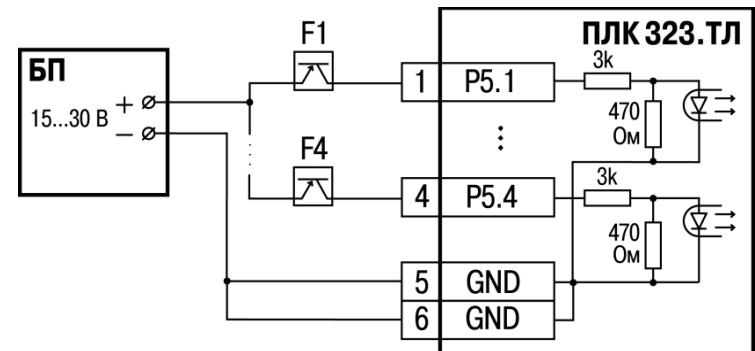 F1
ПЛК 323.ТЛ
БП
15...30 В
+
–
1
P5.1
3k
470
Ом
F4
4
P5.4
3k
470
Ом
5
GND
6
GND